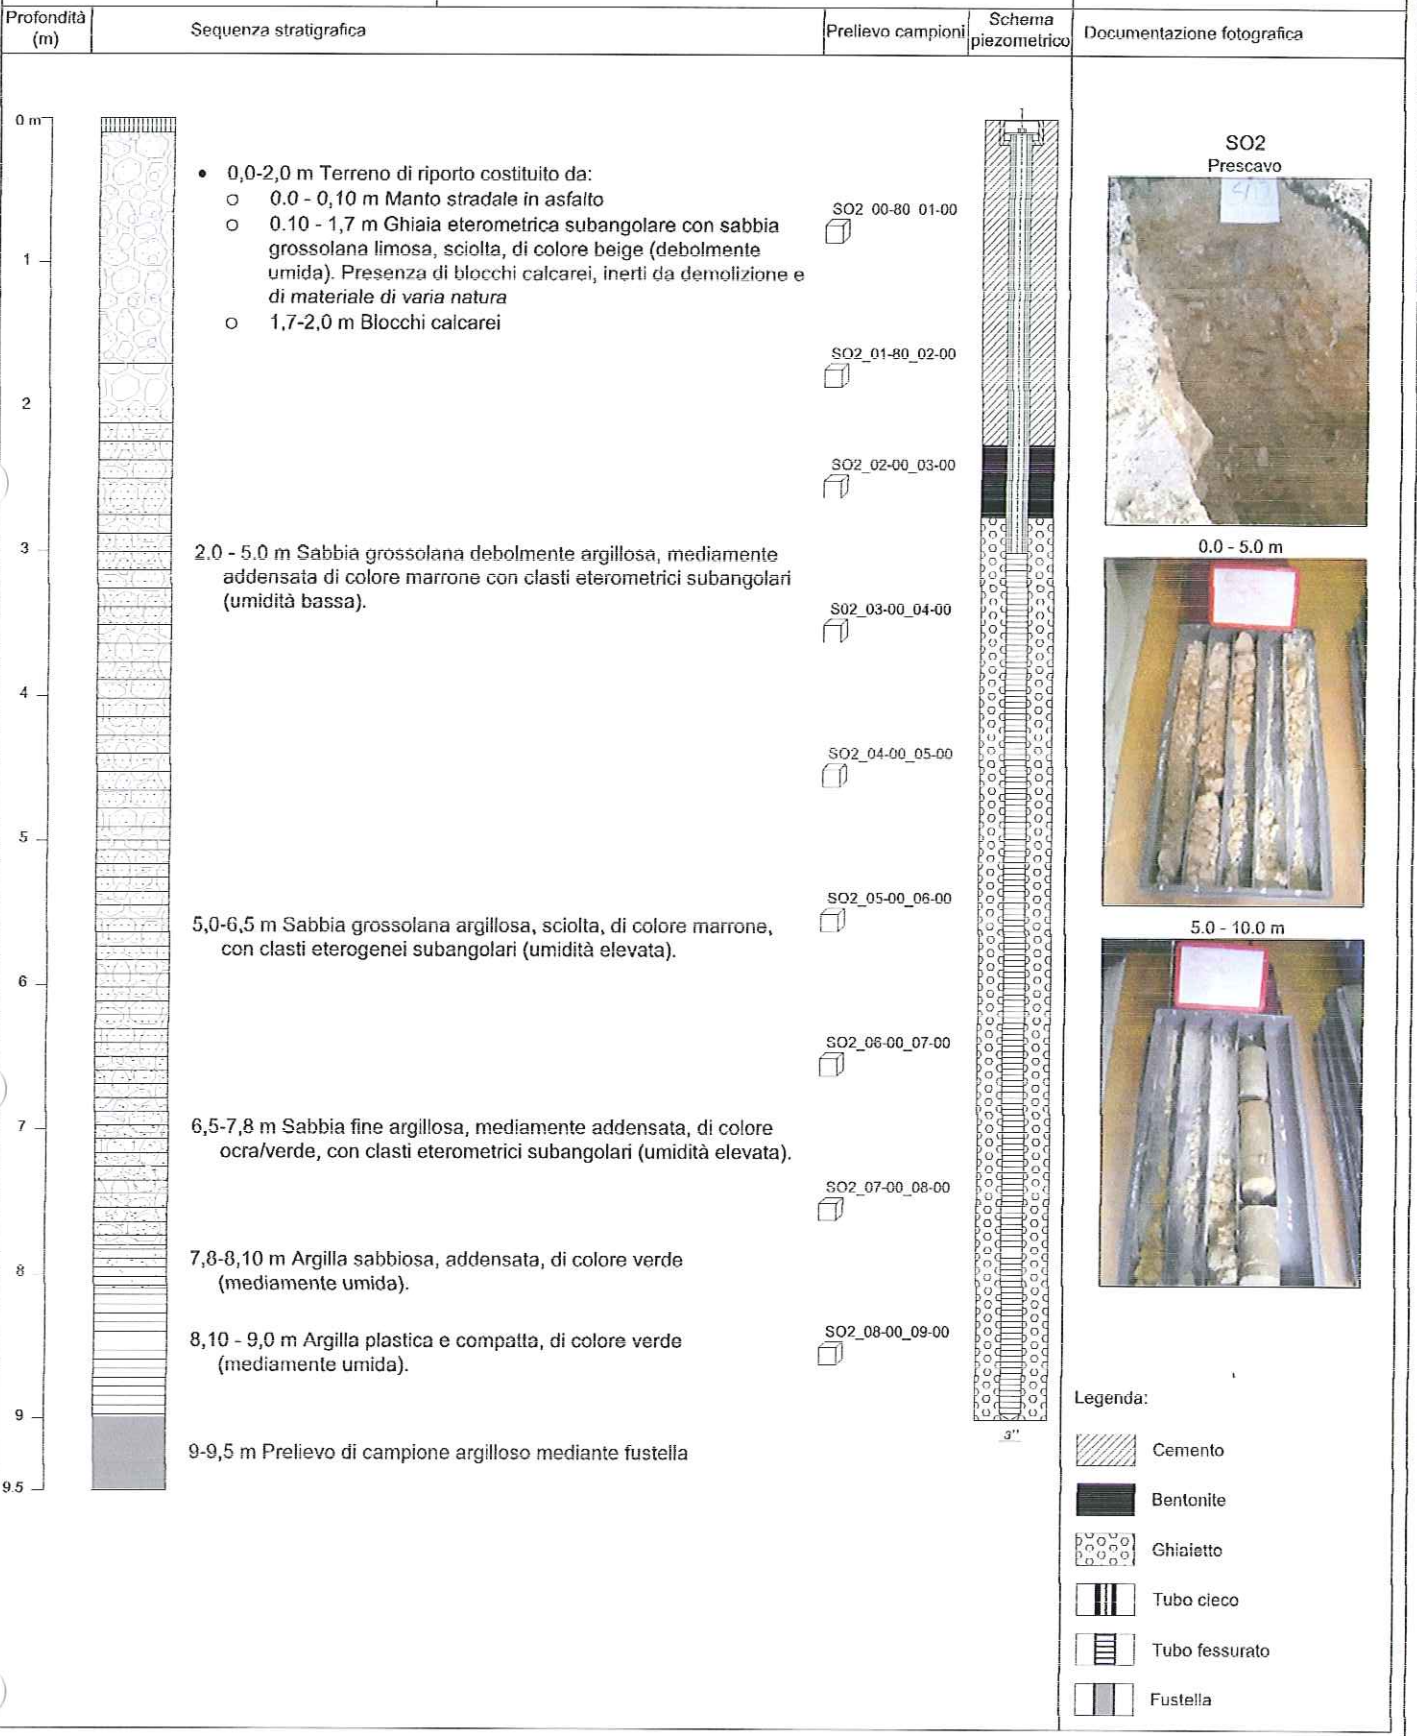 Profondità
(m)
Sequenza stratigrafica
Prelievo campioni
Schema
piezometrico
Documentazione fotografica
0 m
1
2
3
4
5
6
7
8
9
9.5
• 0,0-2,0 m Terreno di riporto costituito da:
o 0.0 - 0,10 m Manto stradale in asfalto
o 0.10 - 1,7 m Ghiaia eterometrica subangolare con sabbia
grossolana limosa, sciolta, di colore beige (debolmente
umida). Presenza di blocchi calcarei, inerti da demolizione e
di materiale di varia natura
o 1,7-2,0 m Blocchi calcarei
2.0 - 5.0 m Sabbia grossolana debolmente argillosa, mediamente
addensata di colore marrone con clasti eterometrici subangolari
(umidità bassa).
5,0-6,5 m Sabbia grossolana argillosa, sciolta, di colore marrone,
con clasti eterogenei subangolari (umidità elevata).
6,5-7,8 m Sabbia fine argillosa, mediamente addensata, di colore
ocra/verde, con clasti eterometrici subangolari (umidità elevata).
7,8-8,10 m Argilla sabbiosa, addensata, di colore verde
(mediamente umida).
8,10 - 9,0 m Argilla plastica e compatta, di colore verde
(mediamente umida).
9-9,5 m Prelievo di campione argilloso mediante fustella
SO2 00-80 01-00
SO2_01-80_02-00
SO2_02-00_03-00
S02_03-00_04-00
SO2_04-00_05-00
SO2_05-00_06-00
SO2_06-00_07-00
SO2_07-00_08-00
SO2_08-00_09-00
3"
SO2
Prescavo
0.0 - 5.0 m
5.0 - 10.0 m
Legenda:
Cemento
Bentonite
Ghiaietto
Tubo cieco
Tubo fessurato
Fustella